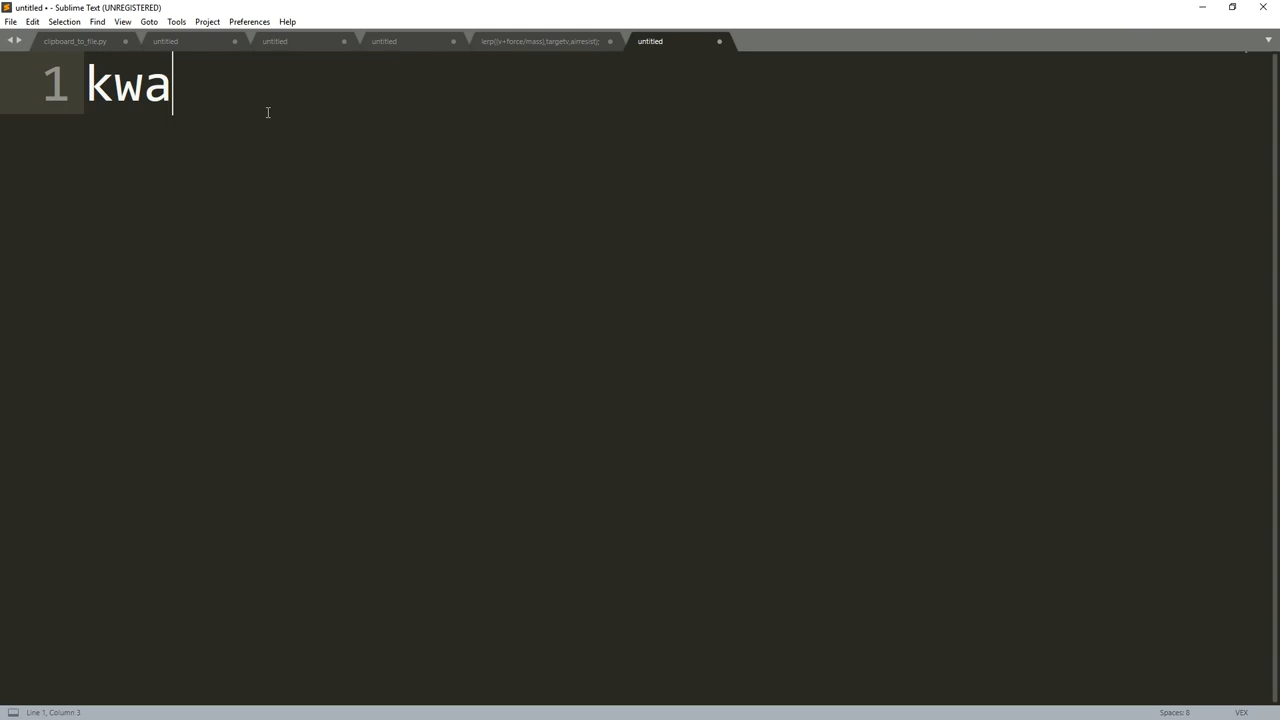 untitled • - Sublime Text (UNREGISTERED)
File Edit Selection Find View Goto Tools Project Preferences Help
clipboard_to_file.py untitled untitled untitled lerp((v+force/mass),targetv,airresist); untitled
1 kwa
Line 1, Column 3 Spaces: 8 VEX